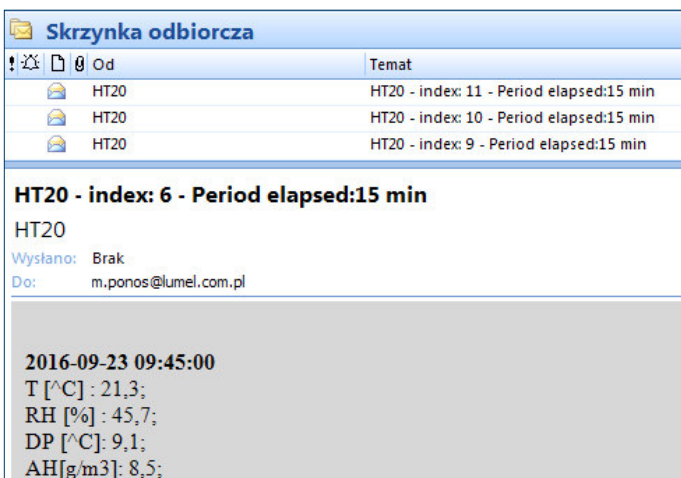 Skrzynka odbiorcza
! Od Temat
HT20 HT20 - index: 11 - Period elapsed:15 min
HT20 HT20 - index: 10 - Period elapsed:15 min
HT20 HT20 - index: 9 - Period elapsed:15 min
HT20 - index: 6 - Period elapsed:15 min
HT20
Wysłano: Brak
Do: m.ponos@lumel.com.pl
2016-09-23 09:45:00
T [^C] : 21,3;
RH [%] : 45,7;
DP [^C]: 9,1;
AH[g/m3]: 8,5;